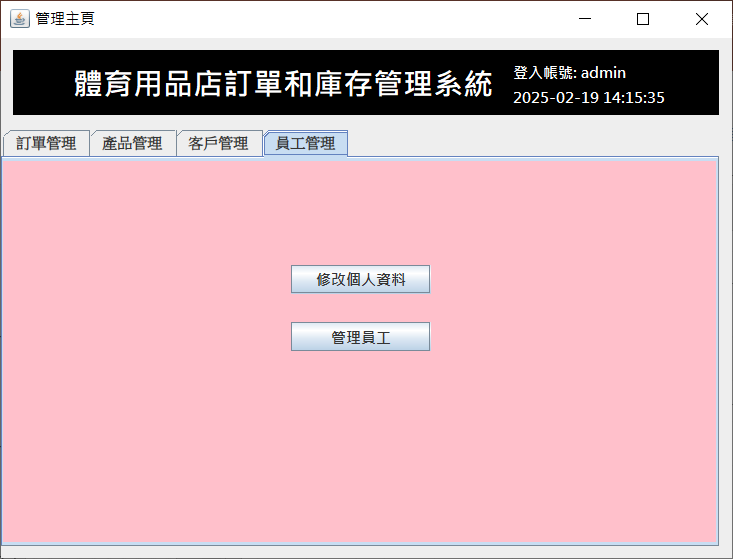 管理主頁
體育用品店訂單和庫存管理系統
登入帳號: admin
2025-02-19 14:15:35
訂單管理 產品管理 客戶管理 員工管理
修改個人資料
管理員工